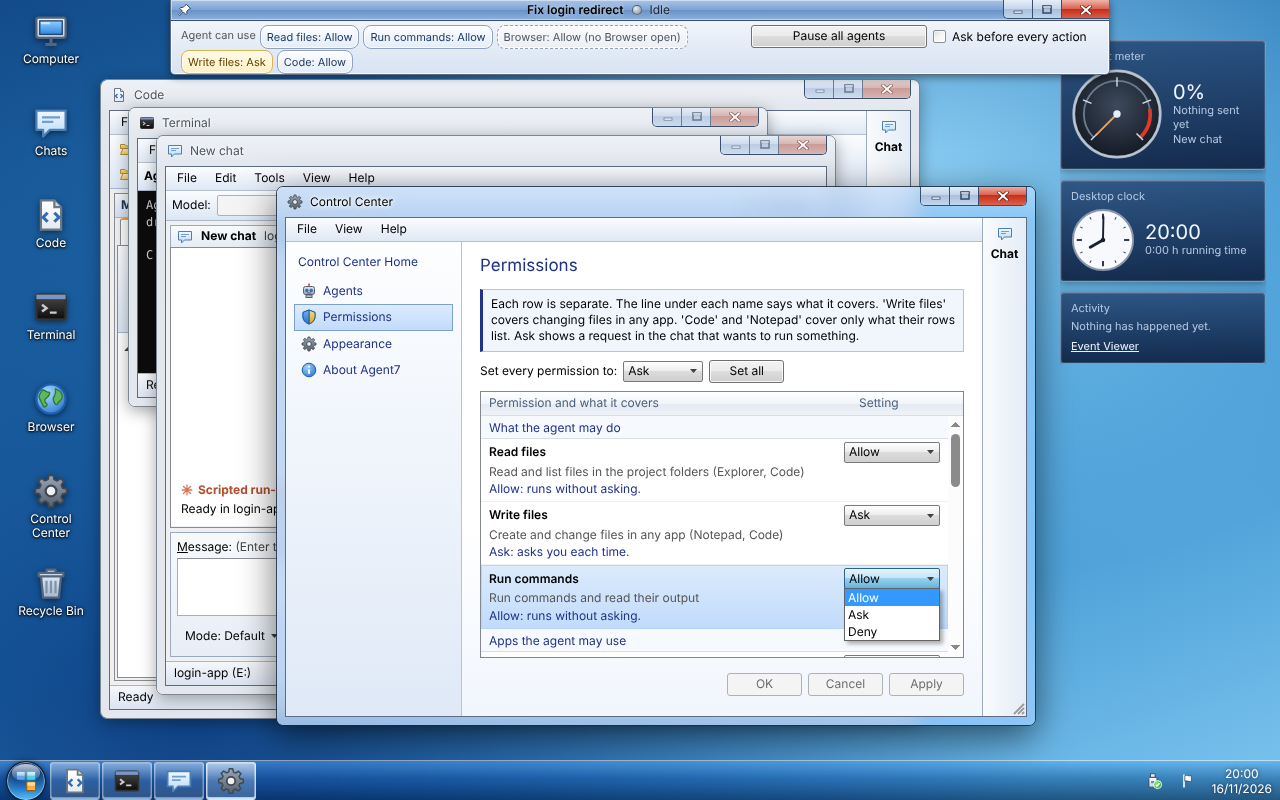 Fix login redirect
Idle
Agent can use
Read files: Allow
Run commands: Allow
Browser: Allow (no Browser open)
Write files: Ask
Code: Allow
Pause all agents
Ask before every action
Computer
Chats
Code
Terminal
Browser
Control
Center
Recycle Bin
Code
Chat
Ready
Terminal
New chat
File
Edit
Tools
View
Help
Model:
New chat
Scripted run-
Ready in login-ap
Message: (Enter t
Mode: Default
login-app (E:)
Control Center
File
View
Help
Control Center Home
Agents
Permissions
Appearance
About Agent7
Permissions
Each row is separate. The line under each name says what it covers. 'Write files'
covers changing files in any app. 'Code' and 'Notepad' cover only what their rows
list. Ask shows a request in the chat that wants to run something.
Set every permission to:
Ask
Set all
Permission and what it covers
Setting
What the agent may do
Read files
Allow
Read and list files in the project folders (Explorer, Code)
Allow: runs without asking.
Write files
Ask
Create and change files in any app (Notepad, Code)
Ask: asks you each time.
Run commands
Allow
Run commands and read their output
Allow: runs without asking.
Allow
Ask
Deny
Apps the agent may use
OK
Cancel
Apply
Chat
meter
0%
Nothing sent
yet
New chat
Desktop clock
20:00
0:00 h running time
Activity
Nothing has happened yet.
Event Viewer
20:00
16/11/2026